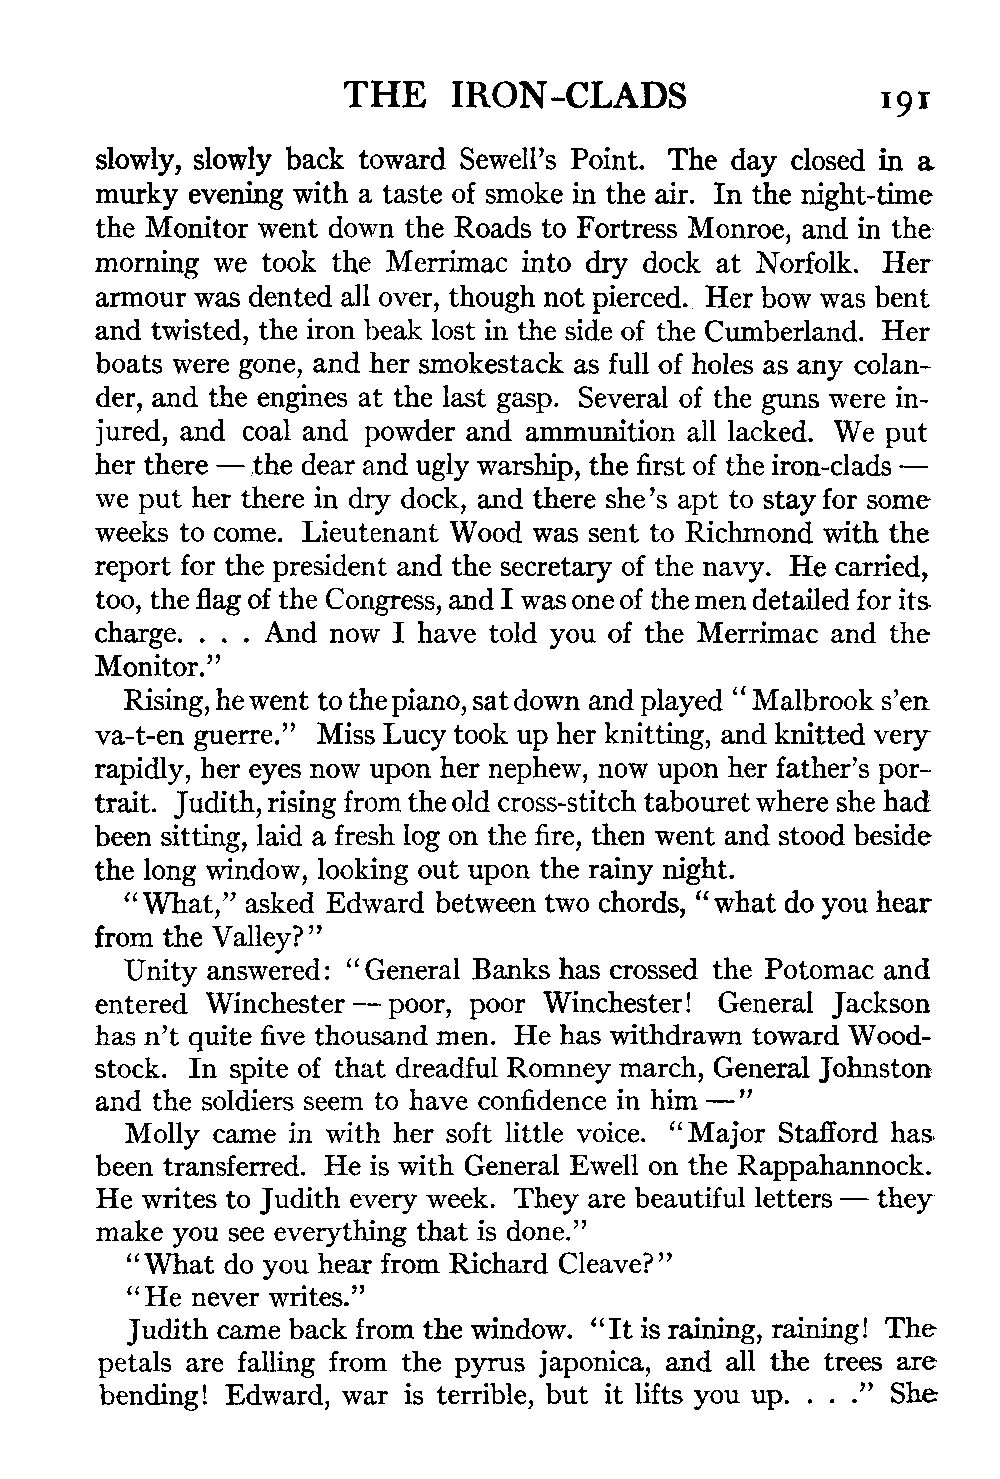 THE IRON-CLADS 191
slowly, slowly back toward Sewell's Point. The day closed in a
murky evening with a taste of smoke in the air. In the night-time
the Monitor went down the Roads to Fortress Monroe, and in the
morning we took the Merrimac into dry dock at Norfolk. Her
armour was dented all over, though not pierced. Her bow was bent
and twisted, the iron beak lost in the side of the Cumberland. Her
boats were gone, and her smokestack as full of holes as any colan-
der, and the engines at the last gasp. Several of the guns were in-
jured, and coal and powder and ammunition all lacked. We put
her there — the dear and ugly warship, the first of the iron-clads —
we put her there in dry dock, and there she's apt to stay for some
weeks to come. Lieutenant Wood was sent to Richmond with the
report for the president and the secretary of the navy. He carried,
too, the flag of the Congress, and I was one of the men detailed for its
charge. . . . And now I have told you of the Merrimac and the
Monitor."
Rising, he went to the piano, sat down and played "Malbrook s'en
va-t-en guerre." Miss Lucy took up her knitting, and knitted very
rapidly, her eyes now upon her nephew, now upon her father's por-
trait. Judith, rising from the old cross-stitch tabouret where she had
been sitting, laid a fresh log on the fire, then went and stood beside
the long window, looking out upon the rainy night.
"What," asked Edward between two chords, "what do you hear
from the Valley?"
Unity answered: "General Banks has crossed the Potomac and
entered Winchester — poor, poor Winchester! General Jackson
has n't quite five thousand men. He has withdrawn toward Wood-
stock. In spite of that dreadful Romney march, General Johnston
and the soldiers seem to have confidence in him —"
Molly came in with her soft little voice. "Major Stafford has
been transferred. He is with General Ewell on the Rappahannock.
He writes to Judith every week. They are beautiful letters — they
make you see everything that is done."
"What do you hear from Richard Cleave?"
"He never writes."
Judith came back from the window. "It is raining, raining! The
petals are falling from the pyrus japonica, and all the trees are
bending! Edward, war is terrible, but it lifts you up. . . ." She